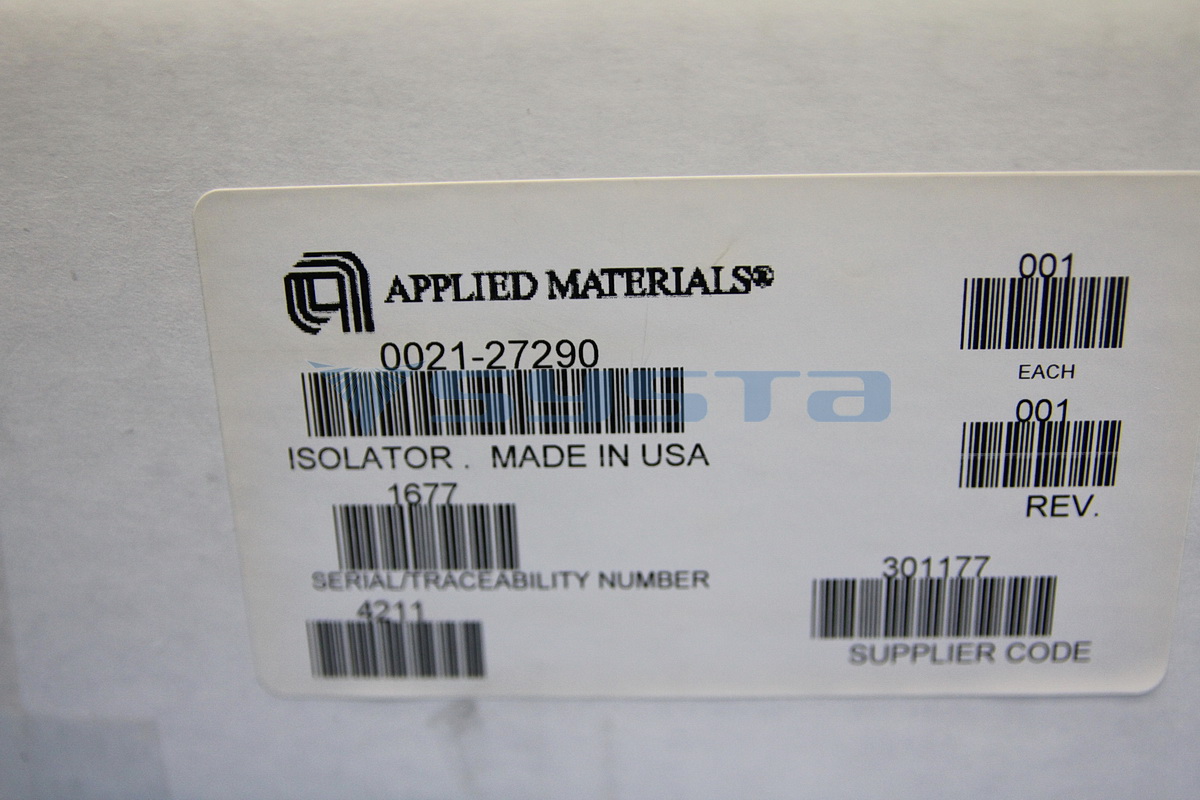 APPLIED MATERIALS®
0021-27290
SYSTA
ISOLATOR . MADE IN USA
1677
SERIAL/TRACEABILITY NUMBER
4211
001
EACH
001
REV.
301177
SUPPLIER CODE